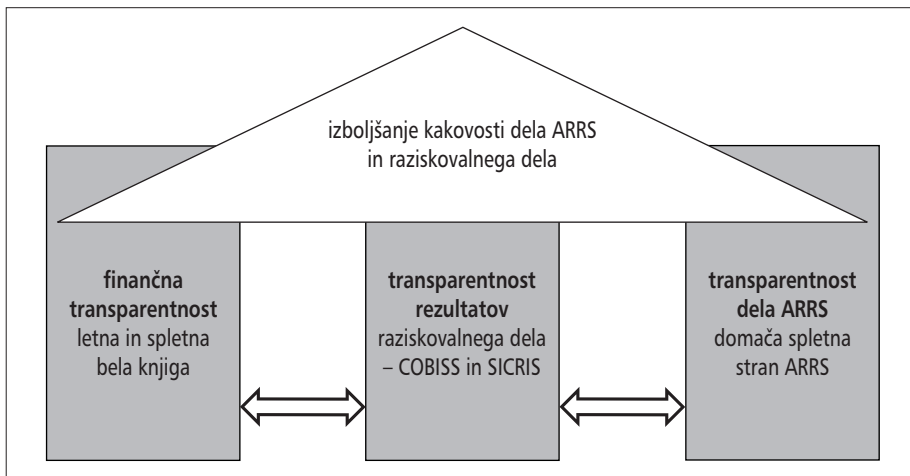 izboljšanje kakovosti dela ARRS
in raziskovalnega dela
finančna
transparentnost
letna in spletna
bela knjiga
transparentnost
rezultatov
raziskovalnega dela
– COBISS in SICRIS
transparentnost
dela ARRS
domača spletna
stran ARRS